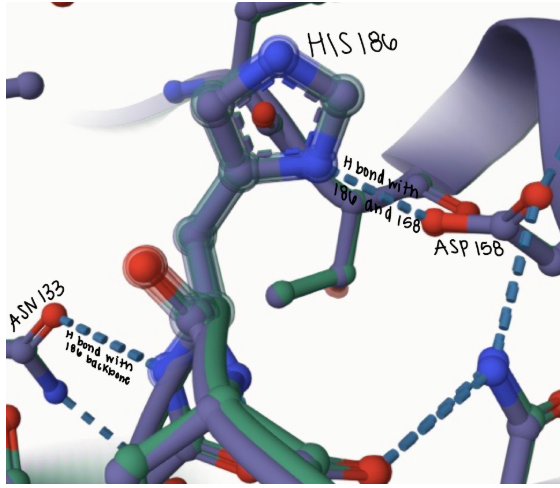 HIS 186
H bond with
186 and 158
ASP 158
ASN 133
H bond with
186 backbone